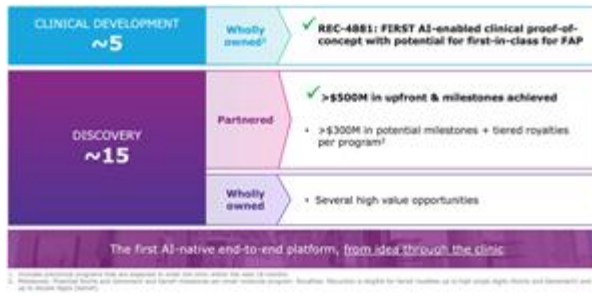 CLINICAL DEVELOPMENT
~5
Wholly
owned¹
✓ REC-4881: FIRST AI-enabled clinical proof-of-
concept with potential for first-in-class for FAP
DISCOVERY
~15
Partnered
✓ >$500M in upfront & milestones achieved
• >$300M in potential milestones + tiered royalties
per program²
Wholly
owned
• Several high value opportunities
The first AI-native end-to-end platform, from idea through the clinic